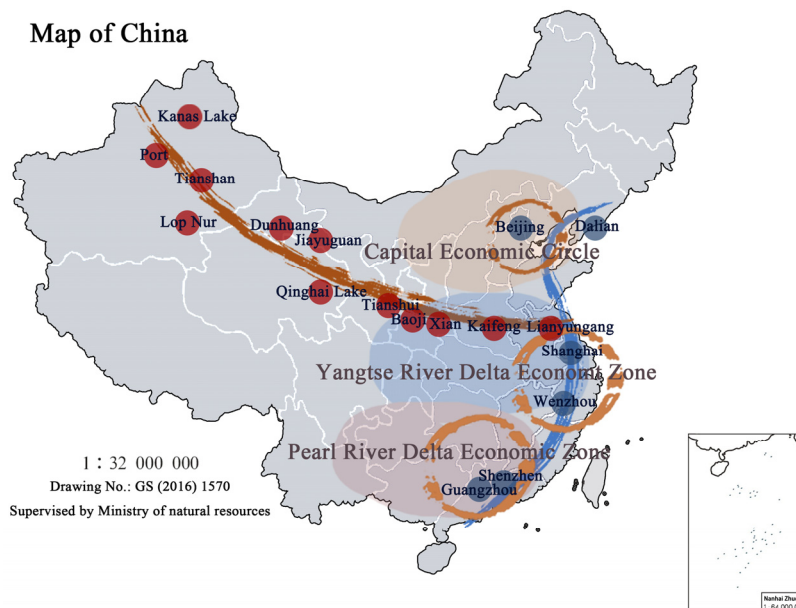 Map of China
Kanas Lake
Port
Tianshan
Lop Nur
Dunhuang
Jiayuguan
Beijing
Dalian
Capital Economic Circle
Qinghai Lake
Tianshui
Baoji
Xian
Kaifeng
Lianyungang
Shanghai
Yangtse River Delta Economt Zone
Wenzhou
Pearl River Delta Economic Zone
Shenzhen
Guangzhou
1 : 32 000 000
Drawing No.: GS (2016) 1570
Supervised by Ministry of natural resources
Nanhai Zhu